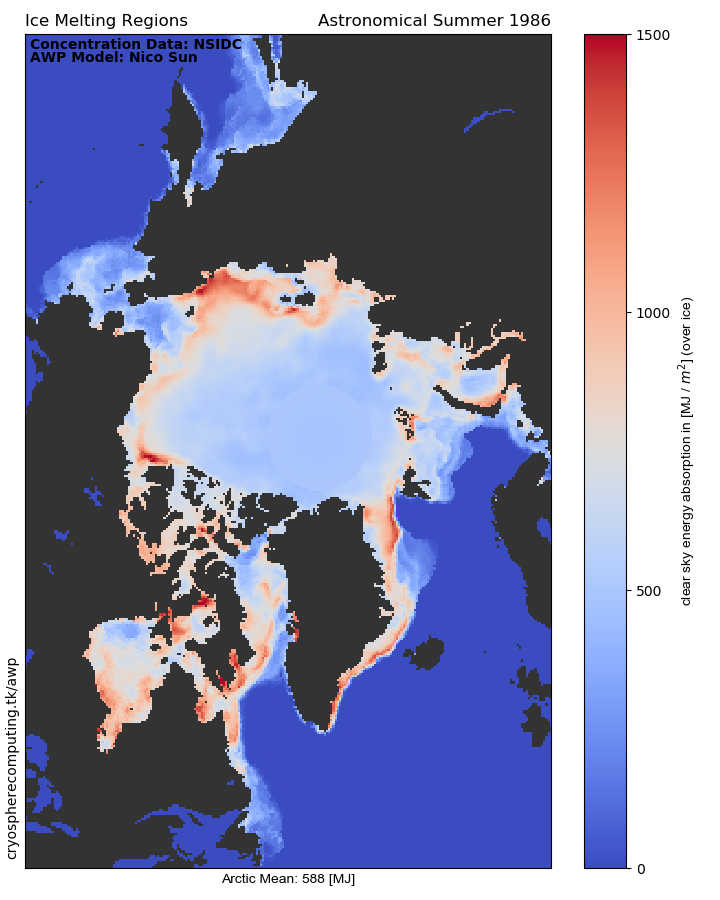 Ice Melting Regions
Astronomical Summer 1986
Concentration Data: NSIDC
AWP Model: Nico Sun
1500
1000
500
0
clear sky energy absorption in [MJ / m²] (over ice)
cryospherecomputing.tk/awp
Arctic Mean: 588 [MJ]